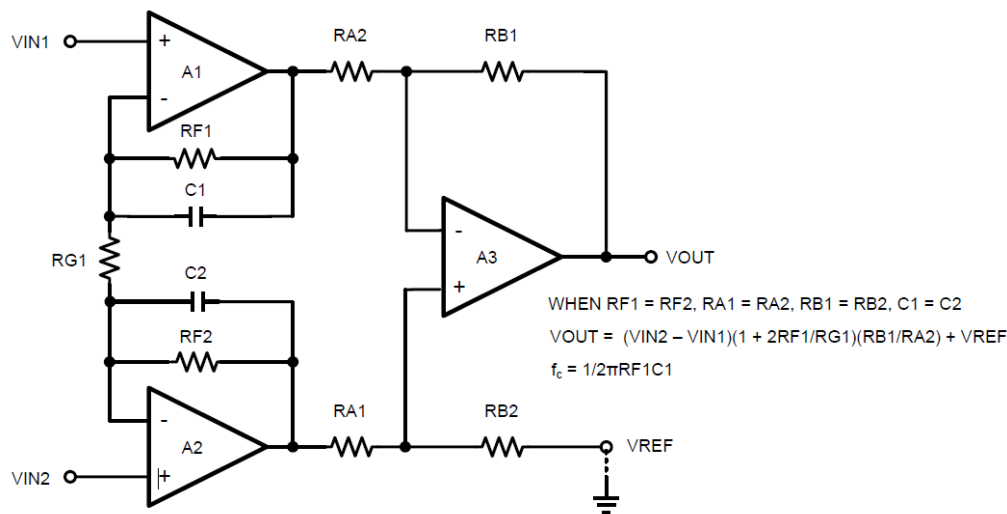 VIN1
+
A1
-
RA2
RB1
RF1
C1
RG1
C2
RF2
-
A3
+
VOUT
WHEN RF1 = RF2, RA1 = RA2, RB1 = RB2, C1 = C2
VOUT = (VIN2 – VIN1)(1 + 2RF1/RG1)(RB1/RA2) + VREF
f_c = 1/2πRF1C1
-
A2
+
VIN2
RA1
RB2
VREF